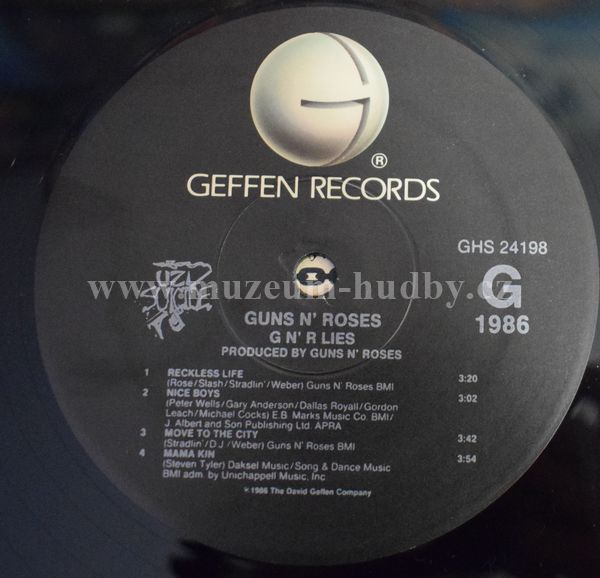 ®
GEFFEN RECORDS
GHS 24198
www.muzeum-hudby.cz
UZI SUICIDE
G
1986
GUNS N' ROSES
G N' R LIES
PRODUCED BY GUNS N' ROSES
1 RECKLESS LIFE 3:20
(Rose/Slash/Stradlin'/Weber) Guns N' Roses BMI
2 NICE BOYS 3:02
(Peter Wells/Gary Anderson/Dallas Royall/Gordon
Leach/Michael Cocks) E.B. Marks Music Co. BMI/
J. Albert and Son Publishing Ltd. APRA
3 MOVE TO THE CITY 3:42
(Stradlin'/D.J./Weber) Guns N' Roses BMI
4 MAMA KIN 3:54
(Steven Tyler) Daksel Music/Song & Dance Music
BMI adm. by Unichappell Music, Inc
℗ 1986 The David Geffen Company